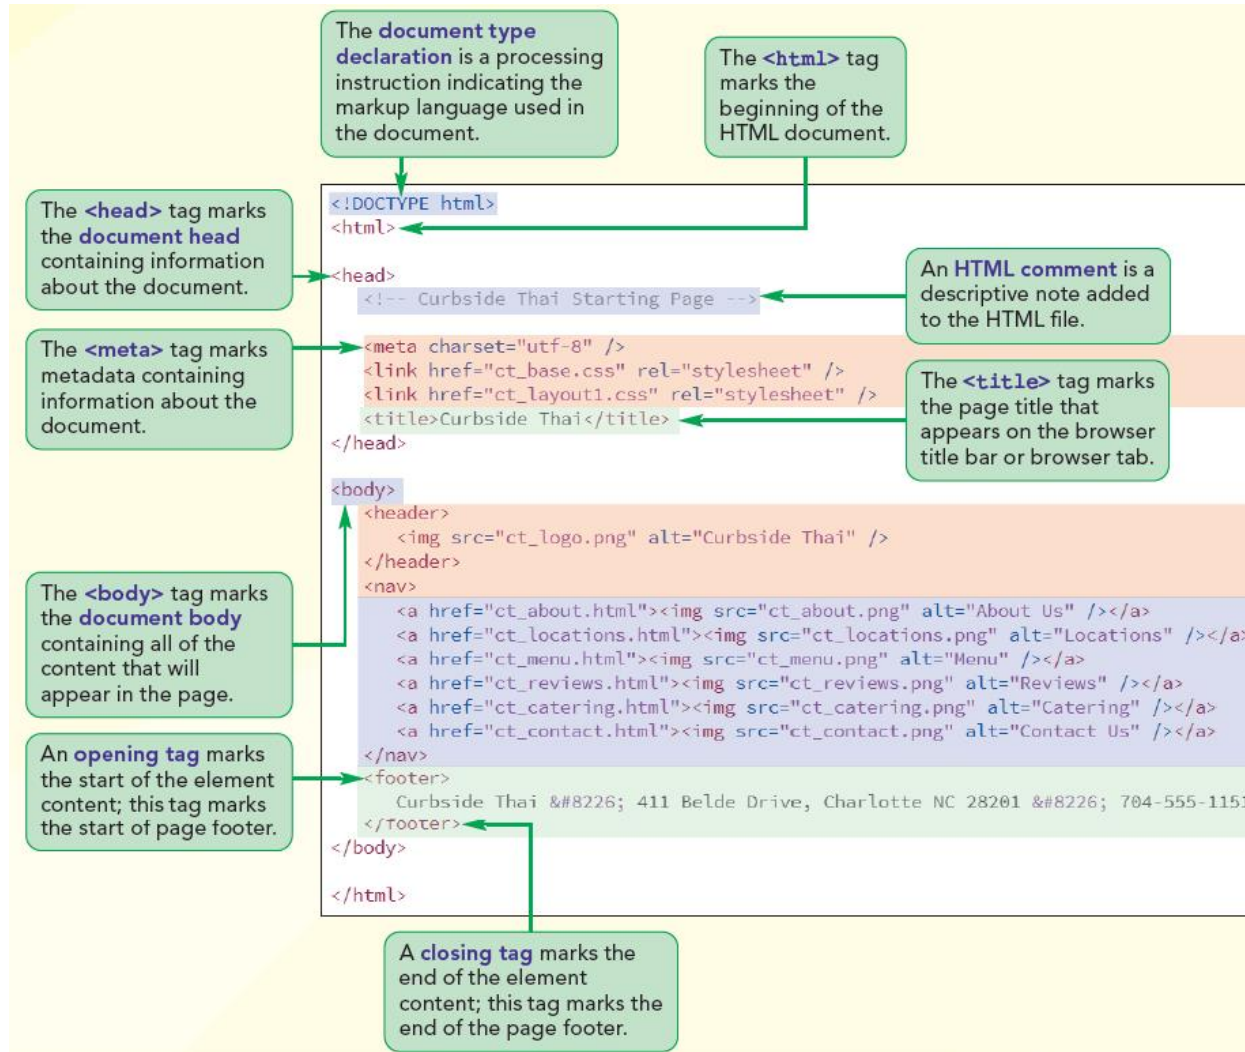 The document type
declaration is a processing
instruction indicating the
markup language used in
the document.
The <html> tag
marks the
beginning of the
HTML document.
The <head> tag marks
the document head
containing information
about the document.
An HTML comment is a
descriptive note added
to the HTML file.
The <meta> tag marks
metadata containing
information about the
document.
The <title> tag marks
the page title that
appears on the browser
title bar or browser tab.
<!DOCTYPE html>
<html>
<head>
<!-- Curbside Thai Starting Page -->
<meta charset="utf-8" />
<link href="ct_base.css" rel="stylesheet" />
<link href="ct_layout1.css" rel="stylesheet" />
<title>Curbside Thai</title>
</head>
<body>
<header>
<img src="ct_logo.png" alt="Curbside Thai" />
</header>
<nav>
<a href="ct_about.html"><img src="ct_about.png" alt="About Us" /></a>
<a href="ct_locations.html"><img src="ct_locations.png" alt="Locations" /></a>
<a href="ct_menu.html"><img src="ct_menu.png" alt="Menu" /></a>
<a href="ct_reviews.html"><img src="ct_reviews.png" alt="Reviews" /></a>
<a href="ct_catering.html"><img src="ct_catering.png" alt="Catering" /></a>
<a href="ct_contact.html"><img src="ct_contact.png" alt="Contact Us" /></a>
</nav>
<footer>
Curbside Thai &#8226; 411 Belde Drive, Charlotte NC 28201 &#8226; 704-555-1151
</footer>
</body>
</html>
The <body> tag marks
the document body
containing all of the
content that will
appear in the page.
An opening tag marks
the start of the element
content; this tag marks
the start of page footer.
A closing tag marks the
end of the element
content; this tag marks the
end of the page footer.